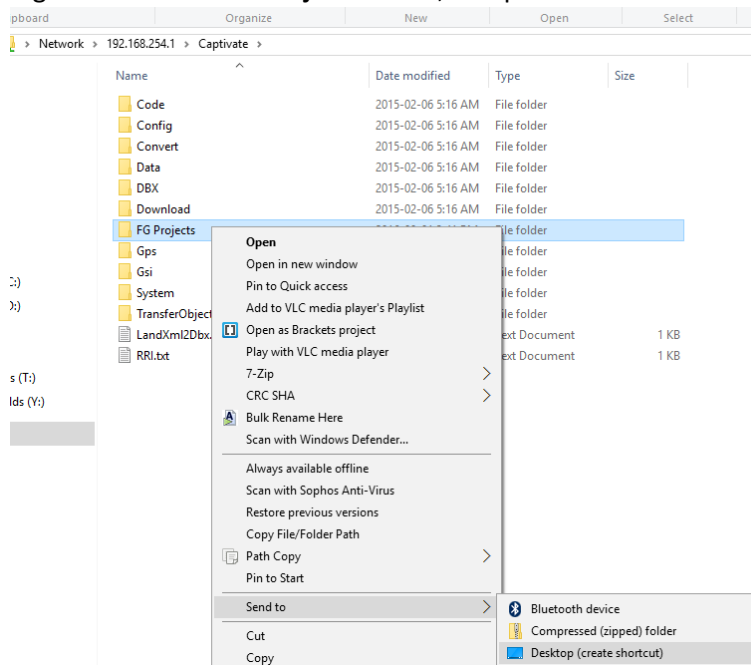 pboard Organize New Open Select
> Network > 192.168.254.1 > Captivate >
Name Date modified Type Size
Code 2015-02-06 5:16 AM File folder
Config 2015-02-06 5:16 AM File folder
Convert 2015-02-06 5:16 AM File folder
Data 2015-02-06 5:16 AM File folder
DBX 2015-02-06 5:16 AM File folder
Download 2015-02-06 5:16 AM File folder
FG Projects ile folder
Gps ile folder
Gsi ile folder
System ile folder
TransferObject ile folder
LandXml2Dbx. ext Document 1 KB
RRI.txt ext Document 1 KB
:)
):)
s (T:)
lds (Y:)
Open
Open in new window
Pin to Quick access
Add to VLC media player's Playlist
Open as Brackets project
Play with VLC media player
7-Zip >
CRC SHA >
Bulk Rename Here
Scan with Windows Defender...
Always available offline
Scan with Sophos Anti-Virus
Restore previous versions
Copy File/Folder Path
Path Copy >
Pin to Start
Send to >
Cut
Copy
Bluetooth device
Compressed (zipped) folder
Desktop (create shortcut)